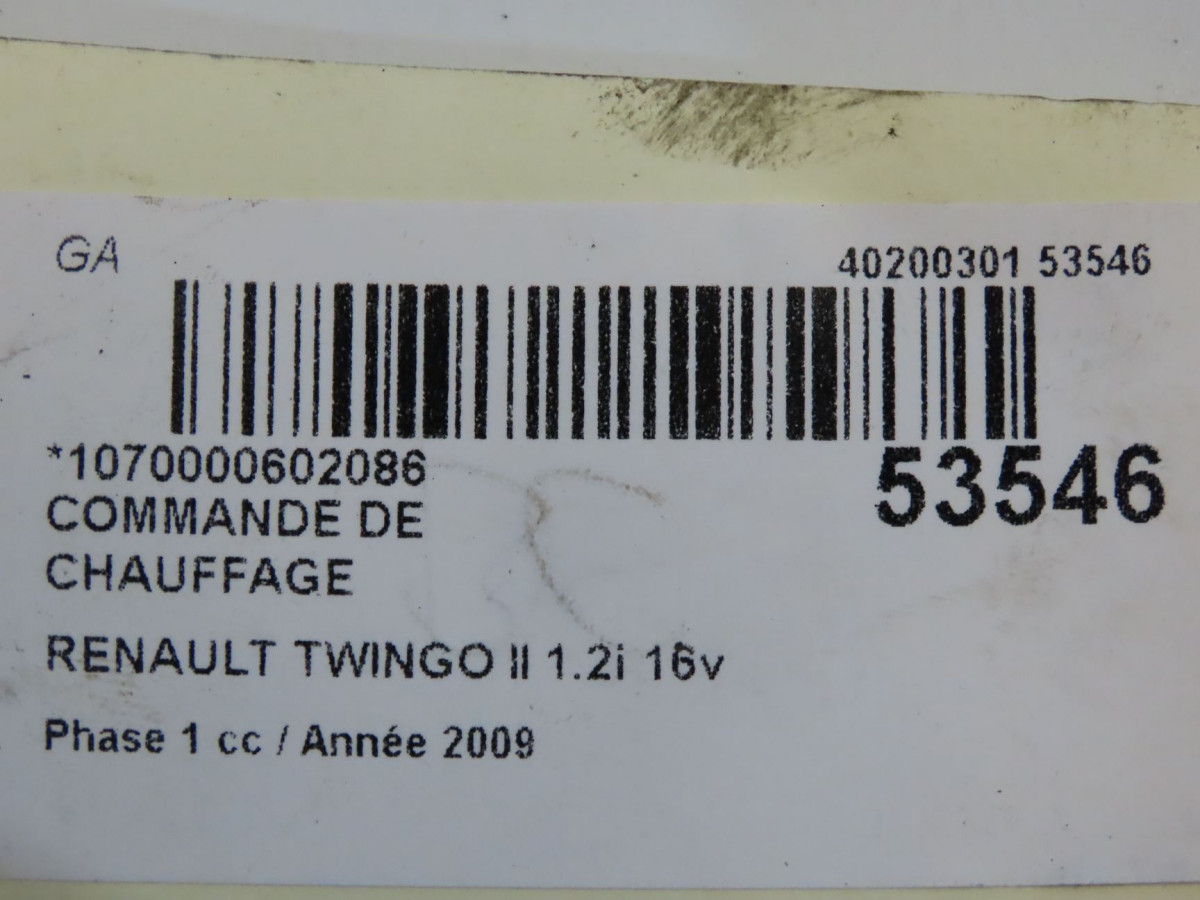 GA
40200301 53546
*1070000602086
53546
COMMANDE DE
CHAUFFAGE
RENAULT TWINGO II 1.2i 16v
Phase 1 cc / Année 2009